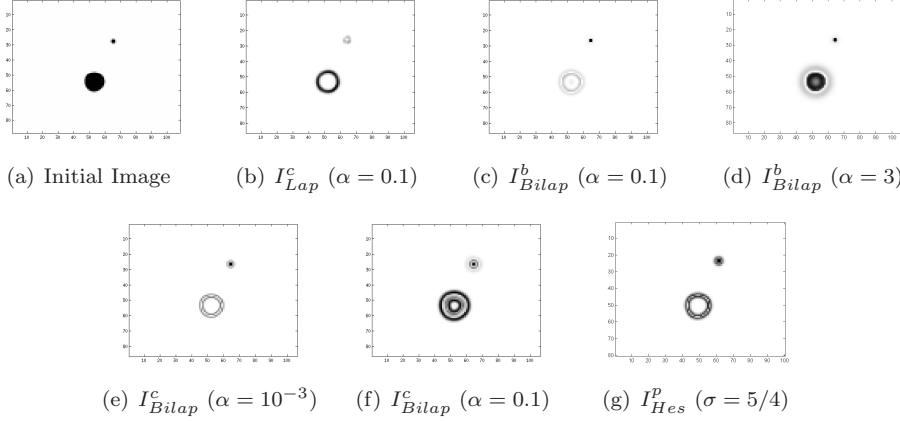 (a) Initial Image
(b) I^c_{Lap} (α = 0.1)
(c) I^b_{Bilap} (α = 0.1)
(d) I^b_{Bilap} (α = 3)
(e) I^c_{Bilap} (α = 10^{-3})
(f) I^c_{Bilap} (α = 0.1)
(g) I^p_{Hes} (σ = 5/4)